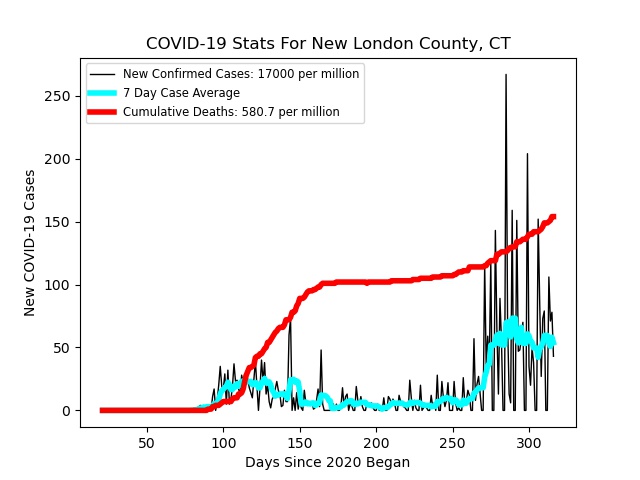 COVID-19 Stats For New London County, CT
New Confirmed Cases: 17000 per million
7 Day Case Average
Cumulative Deaths: 580.7 per million
New COVID-19 Cases
250
200
150
100
50
0
50 100 150 200 250 300
Days Since 2020 Began